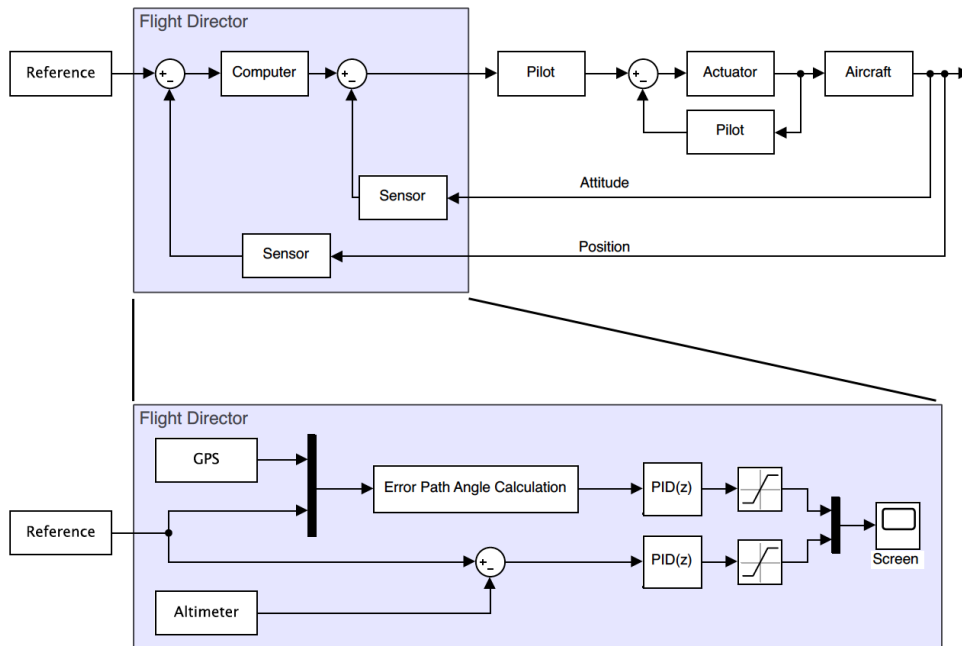 Flight Director
Reference
+
−
Computer
+
−
Pilot
+
−
Actuator
Aircraft
Pilot
Attitude
Sensor
Position
Sensor
Flight Director
GPS
Error Path Angle Calculation
PID(z)
Reference
+
−
PID(z)
Screen
Altimeter